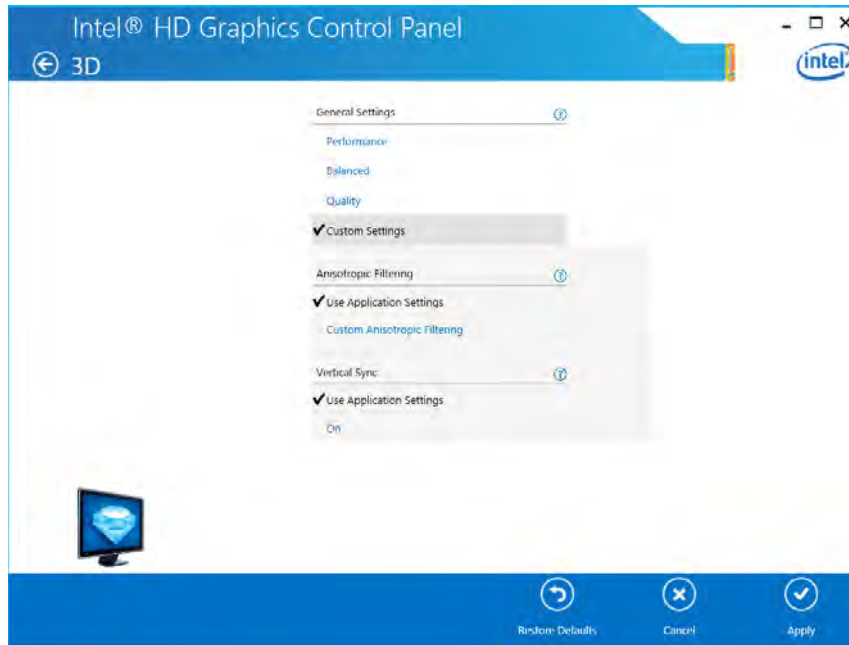 Intel® HD Graphics Control Panel
3D
intel
General Settings
Performance
Balanced
Quality
Custom Settings
Anisotropic Filtering
Use Application Settings
Custom Anisotropic Filtering
Vertical Sync
Use Application Settings
On
Restore Defaults
Cancel
Apply